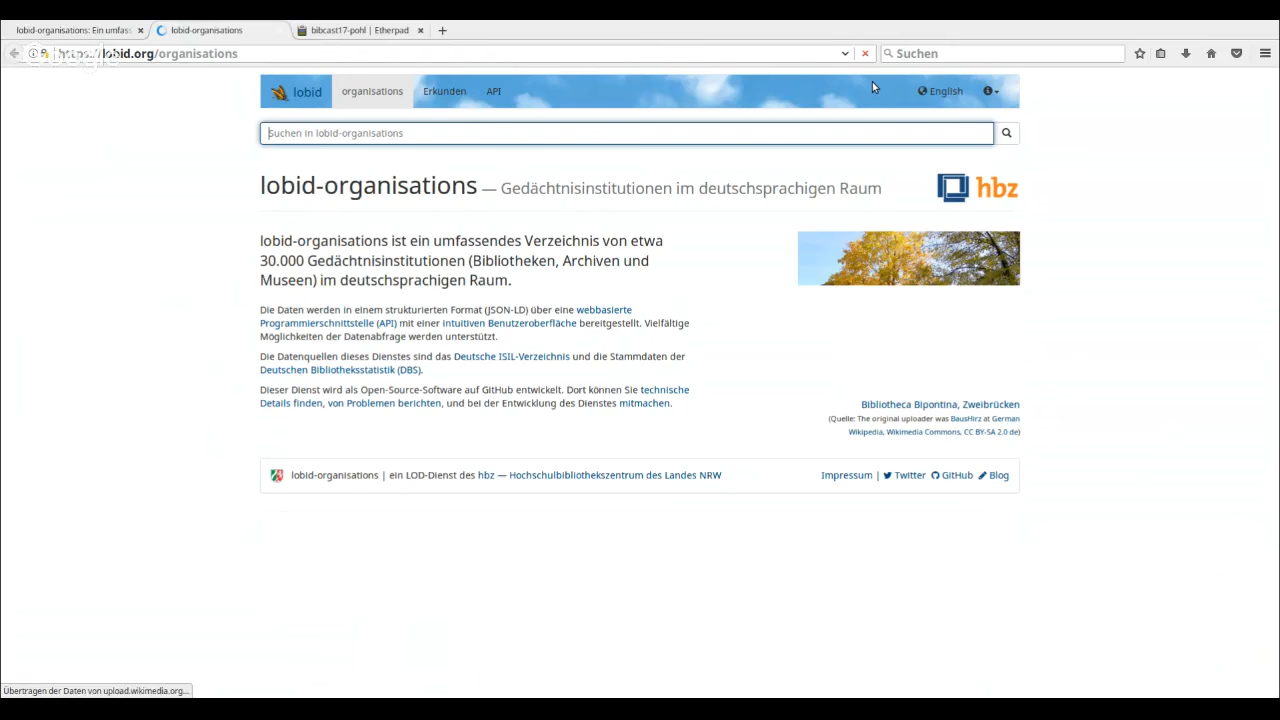 lobid-organisations: Ein umfass
lobid-organisations
bibcast17-pohl | Etherpad
lobid.org/organisations
Suchen
lobid
organisations
Erkunden
API
English
Suchen in lobid-organisations
lobid-organisations — Gedächtnisinstitutionen im deutschsprachigen Raum
hbz
lobid-organisations ist ein umfassendes Verzeichnis von etwa
30.000 Gedächtnisinstitutionen (Bibliotheken, Archiven und
Museen) im deutschsprachigen Raum.
Die Daten werden in einem strukturierten Format (JSON-LD) über eine webbasierte
Programmierschnittstelle (API) mit einer intuitiven Benutzeroberfläche bereitgestellt. Vielfältige
Möglichkeiten der Datenabfrage werden unterstützt.
Die Datenquellen dieses Dienstes sind das Deutsche ISIL-Verzeichnis und die Stammdaten der
Deutschen Bibliotheksstatistik (DBS).
Dieser Dienst wird als Open-Source-Software auf GitHub entwickelt. Dort können Sie technische
Details finden, von Problemen berichten, und bei der Entwicklung des Dienstes mitmachen.
Bibliotheca Bipontina, Zweibrücken
(Quelle: The original uploader was BausHirz at German
Wikipedia, Wikimedia Commons, CC BY-SA 2.0 de)
lobid-organisations | ein LOD-Dienst des hbz — Hochschulbibliothekszentrum des Landes NRW
Impressum | Twitter GitHub Blog
Übertragen der Daten von upload.wikimedia.org...